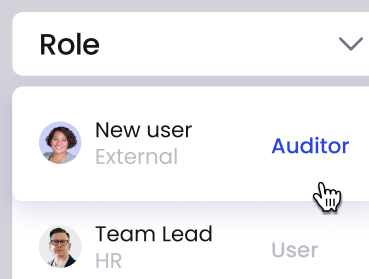 Role
New user
External
Auditor
Team Lead
HR
User